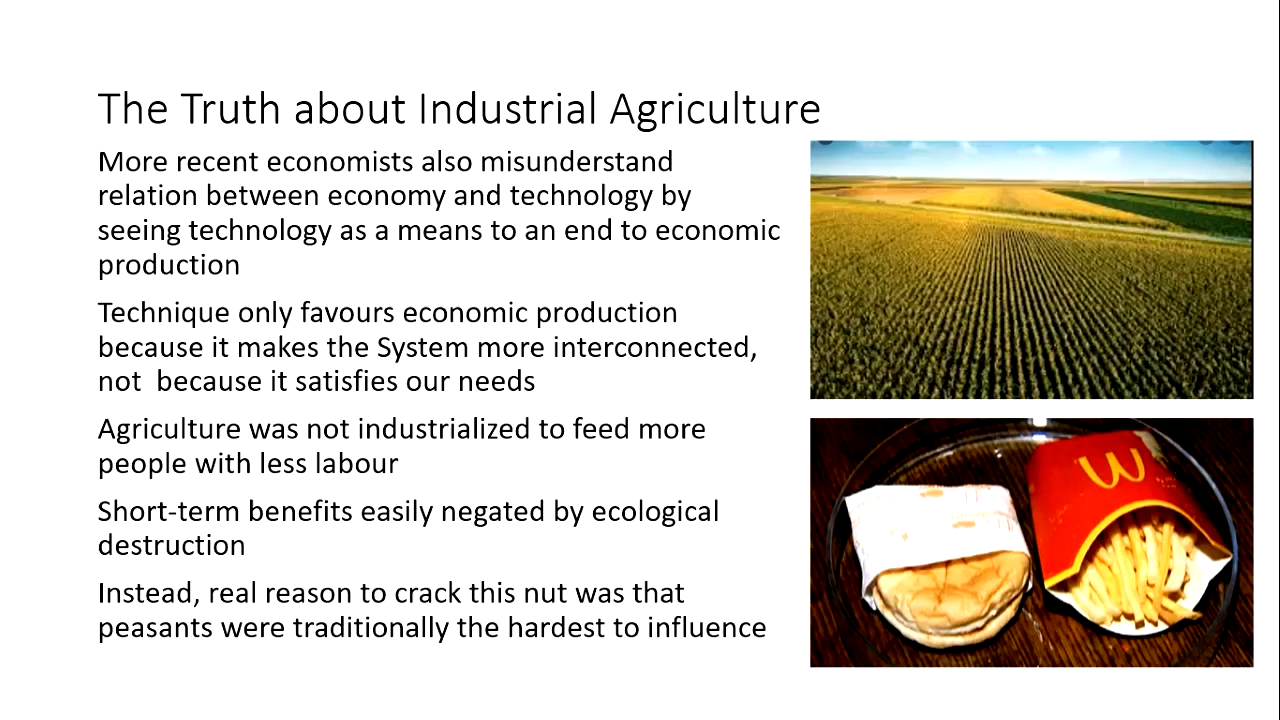 The Truth about Industrial Agriculture
More recent economists also misunderstand
relation between economy and technology by
seeing technology as a means to an end to economic
production
Technique only favours economic production
because it makes the System more interconnected,
not  because it satisfies our needs
Agriculture was not industrialized to feed more
people with less labour
Short-term benefits easily negated by ecological
destruction
Instead, real reason to crack this nut was that
peasants were traditionally the hardest to influence